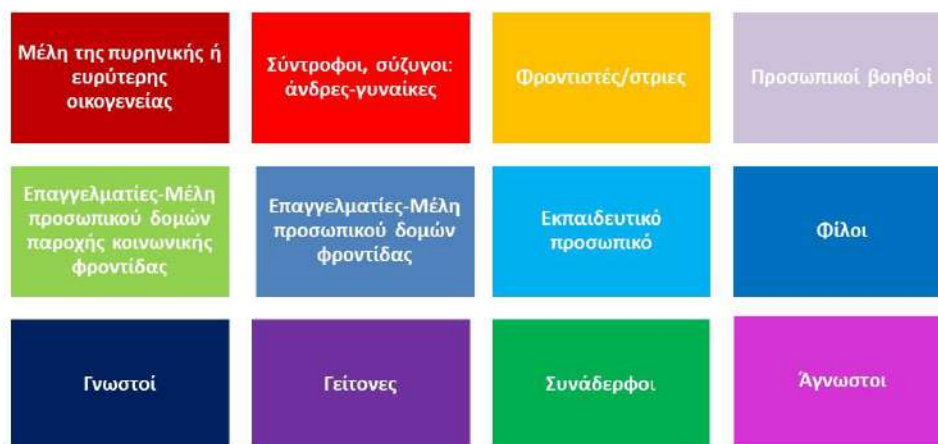 Μέλη της πυρηνικής ή
ευρύτερης
οικογενείας
Σύντροφοι, σύζυγοι:
άνδρες-γυναίκες
Φροντιστές/στριες
Προσωπικοί βοηθοί
Επαγγελματίες-Μέλη
προσωπικού δομών
παροχής κοινωνικής
φροντίδας
Επαγγελματίες-Μέλη
προσωπικού δομών
φροντίδας
Εκπαιδευτικό
προσωπικό
Φίλοι
Γνωστοί
Γείτονες
Συνάδερφοι
Άγνωστοι